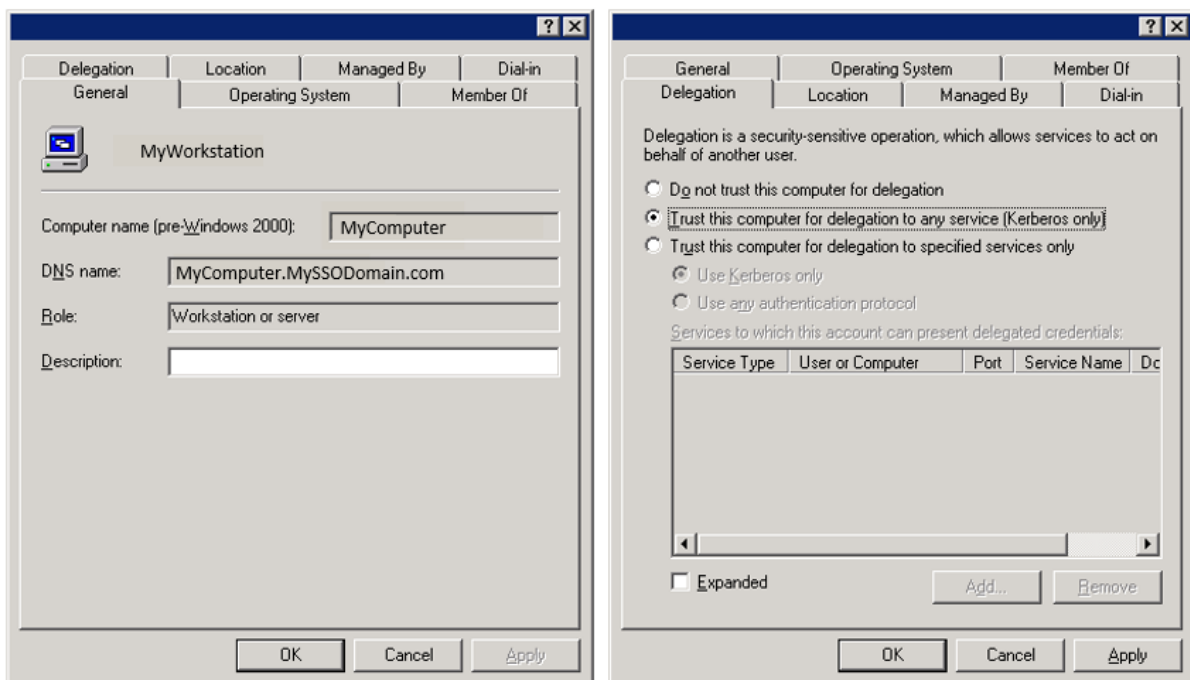 Delegation Location Managed By Dial-in
General Operating System Member Of
MyWorkstation
Computer name (pre-Windows 2000): MyComputer
DNS name: MyComputer.MySSODomain.com
Role: Workstation or server
Description:
OK Cancel Apply
General Operating System Member Of
Delegation Location Managed By Dial-in
Delegation is a security-sensitive operation, which allows services to act on
behalf of another user.
Do not trust this computer for delegation
Trust this computer for delegation to any service (Kerberos only)
Trust this computer for delegation to specified services only
Use Kerberos only
Use any authentication protocol
Services to which this account can present delegated credentials:
Service Type User or Computer Port Service Name Dc
Expanded Add... Remove
OK Cancel Apply